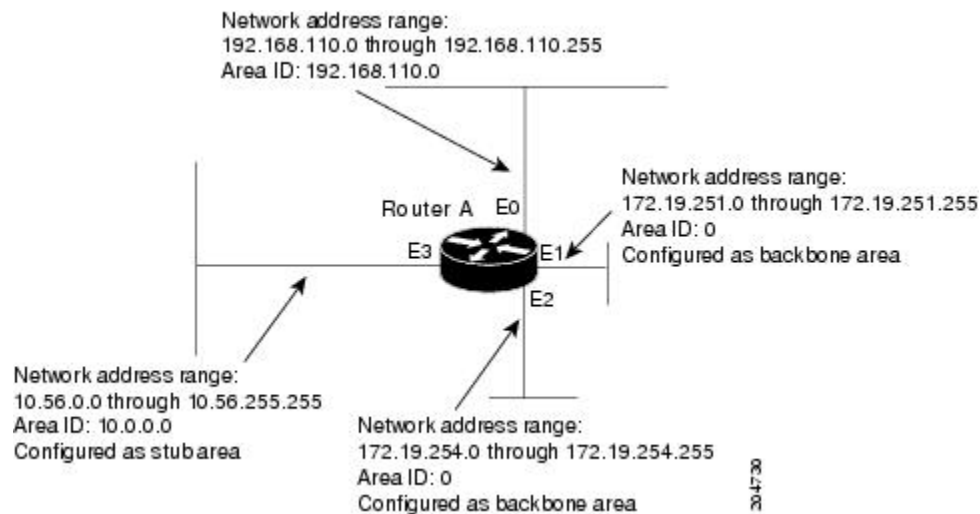 Network address range:
192.168.110.0 through 192.168.110.255
Area ID: 192.168.110.0
Network address range:
172.19.251.0 through 172.19.251.255
Area ID: 0
Configured as backbone area
Router A
E0
E3
E1
E2
Network address range:
10.56.0.0 through 10.56.255.255
Area ID: 10.0.0.0
Configured as stub area
Network address range:
172.19.254.0 through 172.19.254.255
Area ID: 0
Configured as backbone area